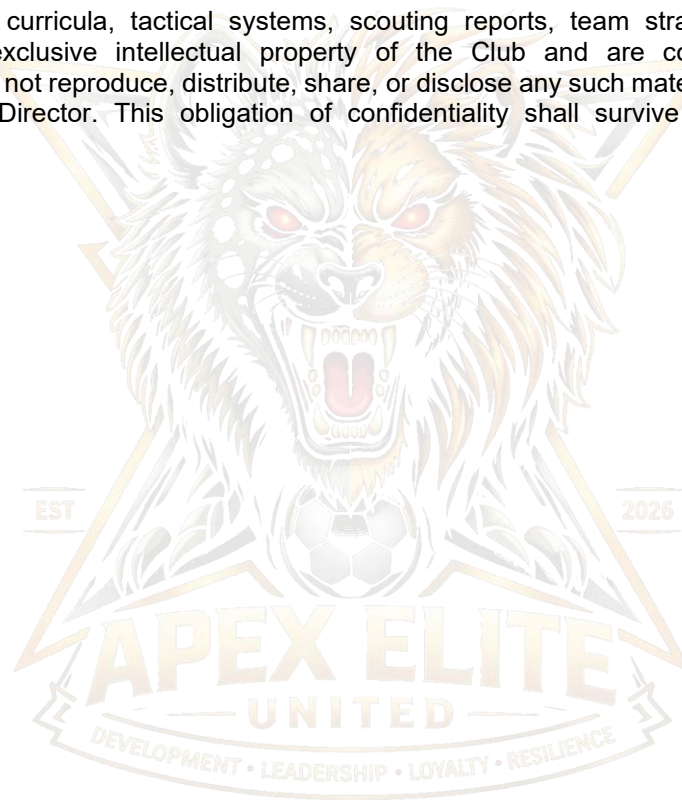 curricula, tactical systems, scouting reports, team stra
exclusive intellectual property of the Club and are co
not reproduce, distribute, share, or disclose any such mate
Director. This obligation of confidentiality shall survive
EST
2026
APEX ELITE
UNITED
DEVELOPMENT • LEADERSHIP • LOYALTY • RESILIENCE